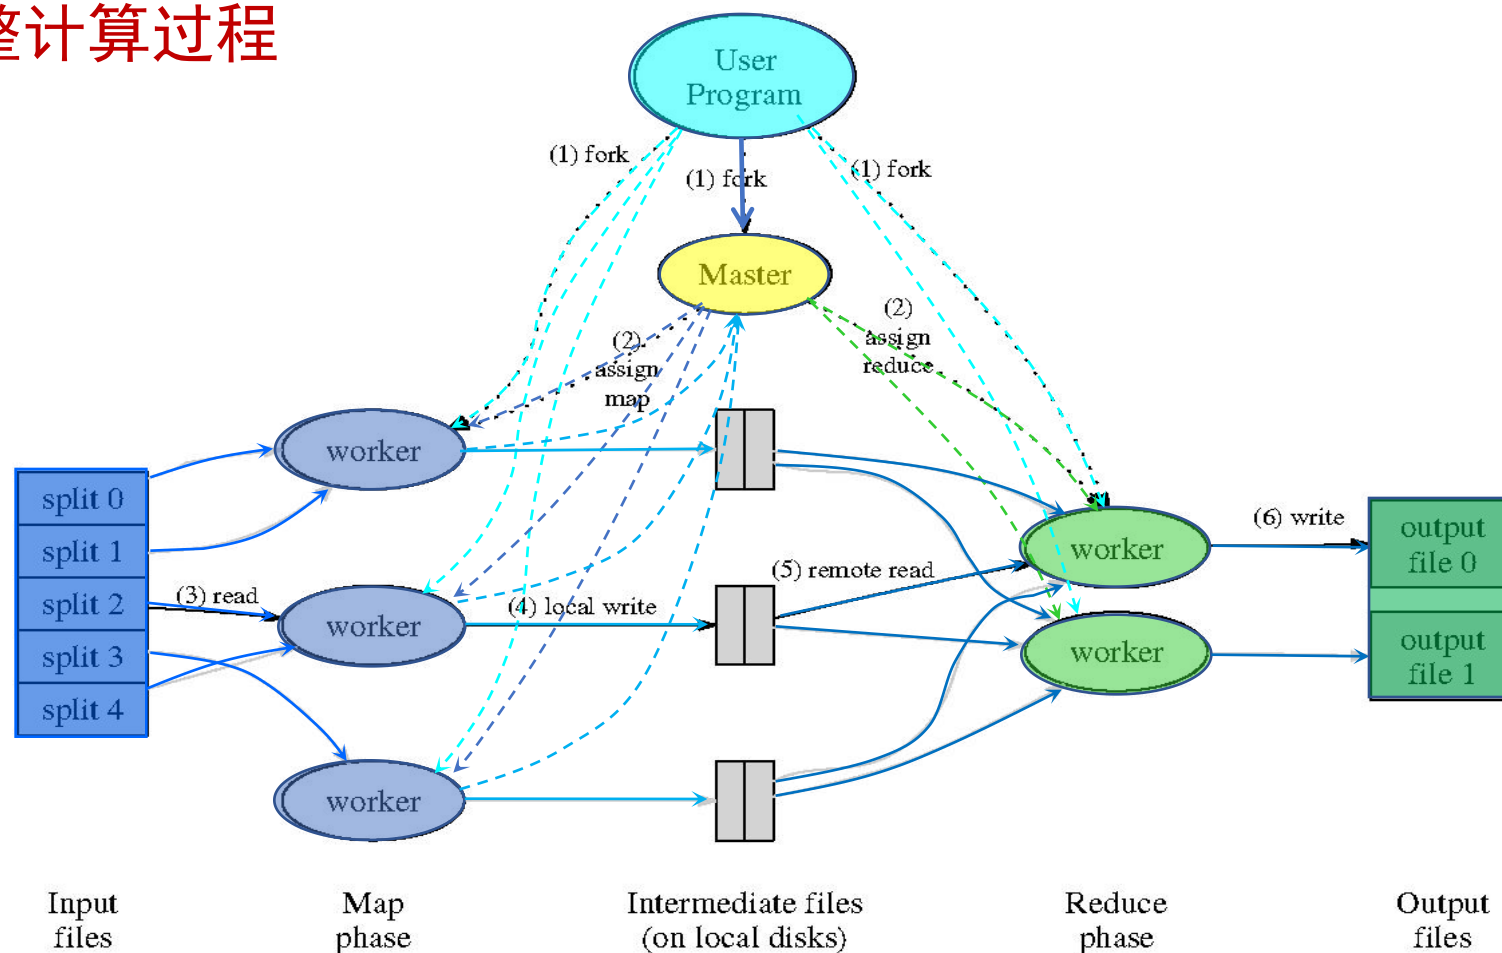 整计算过程
User
Program
(1) fork
(1) fork
(1) fork
Master
(2)
assign
map
(2)
assign
reduce
worker
split 0
split 1
split 2
split 3
split 4
(3) read
worker
(4) local write
worker
(5) remote read
worker
worker
(6) write
output
file 0
output
file 1
Input
files
Map
phase
Intermediate files
(on local disks)
Reduce
phase
Output
files